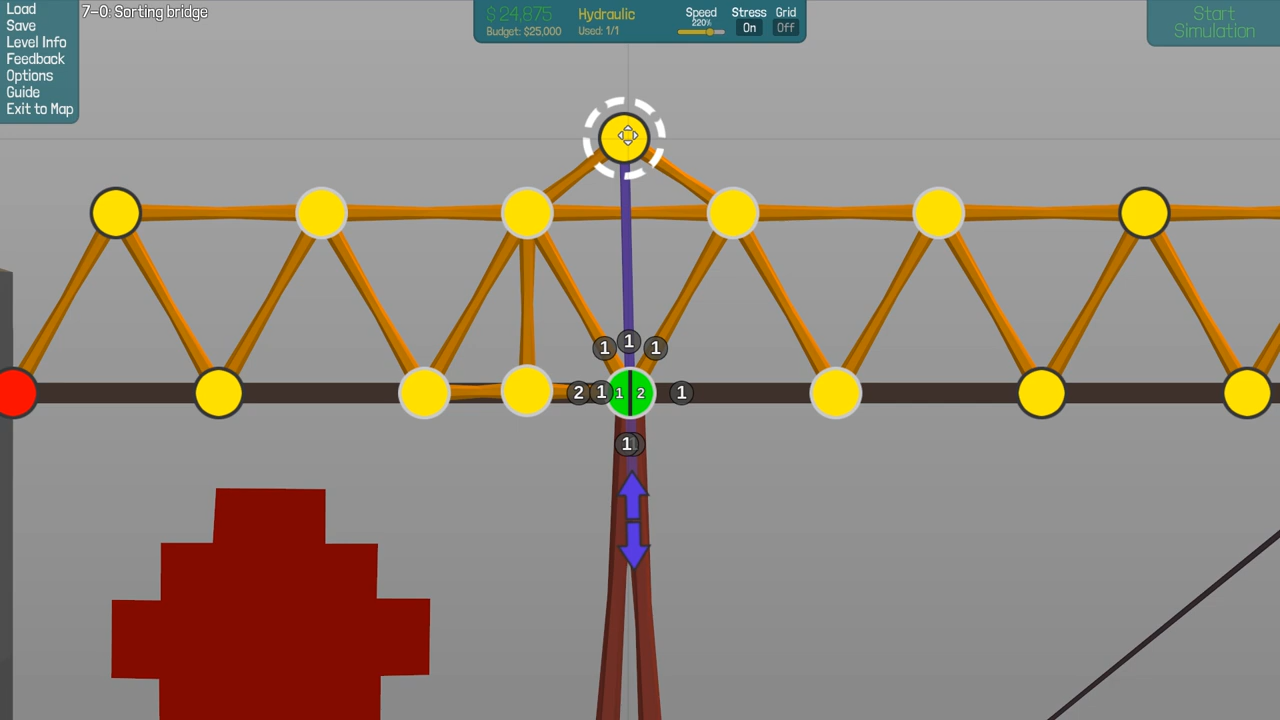 Load
Save
Level Info
Feedback
Options
Guide
Exit to Map
7-0: Sorting bridge
$ 24,875
Budget: $25,000
Hydraulic
Used: 1/1
Speed
220%
Stress
On
Grid
Off
Start
Simulation
1
1
1
2
1
1
2
1
1